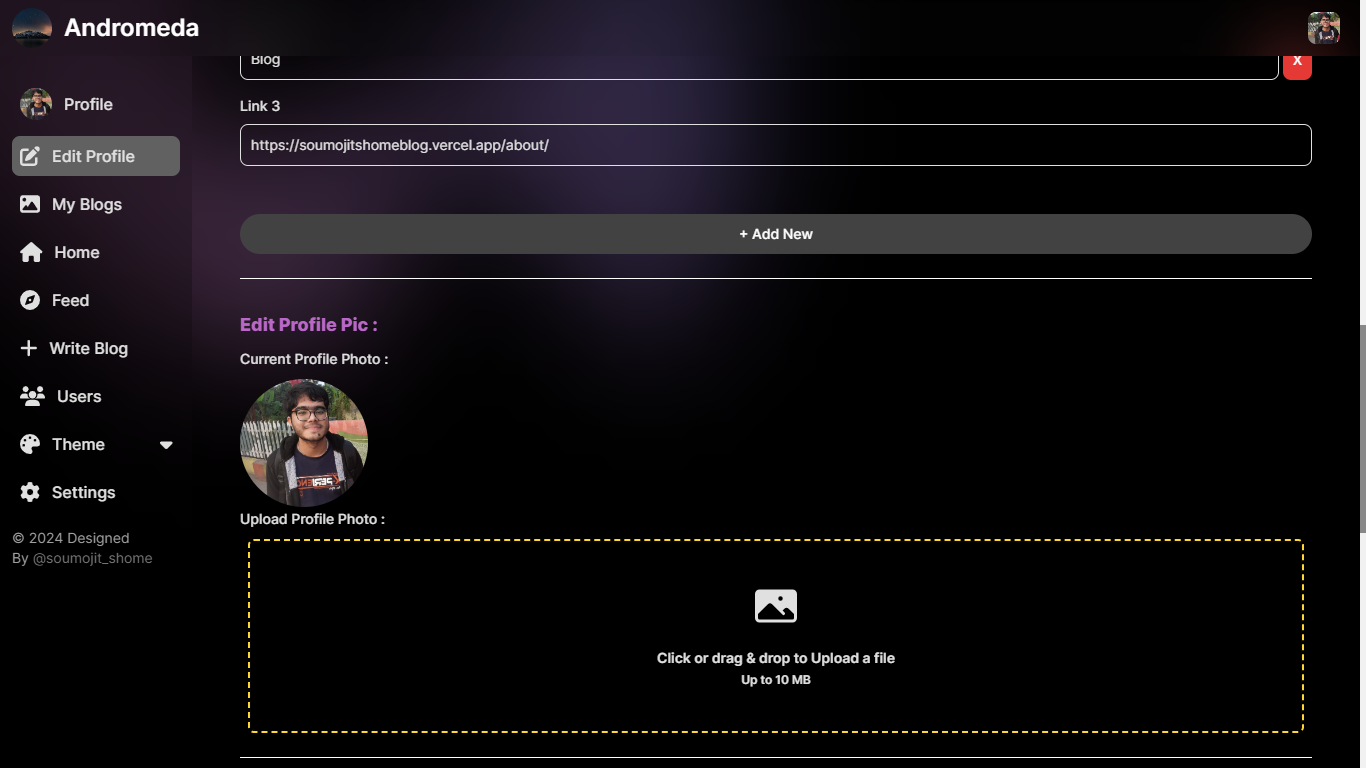 Andromeda
Blog
X
Profile
Link 3
Edit Profile
https://soumojitshomeblog.vercel.app/about/
My Blogs
+ Add New
Home
Feed
Edit Profile Pic :
Write Blog
Current Profile Photo :
Users
Theme
Settings
Upload Profile Photo :
© 2024 Designed
By @soumojit_shome
Click or drag & drop to Upload a file
Up to 10 MB